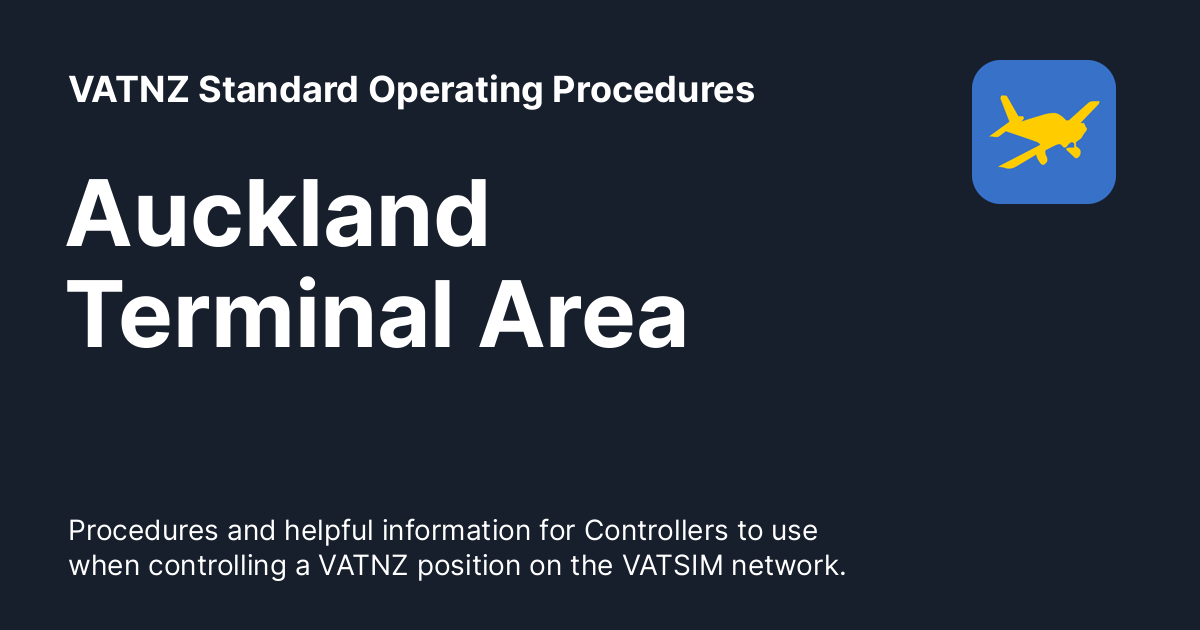 VATNZ Standard Operating Procedures
Auckland
Terminal Area
Procedures and helpful information for Controllers to use
when controlling a VATNZ position on the VATSIM network.